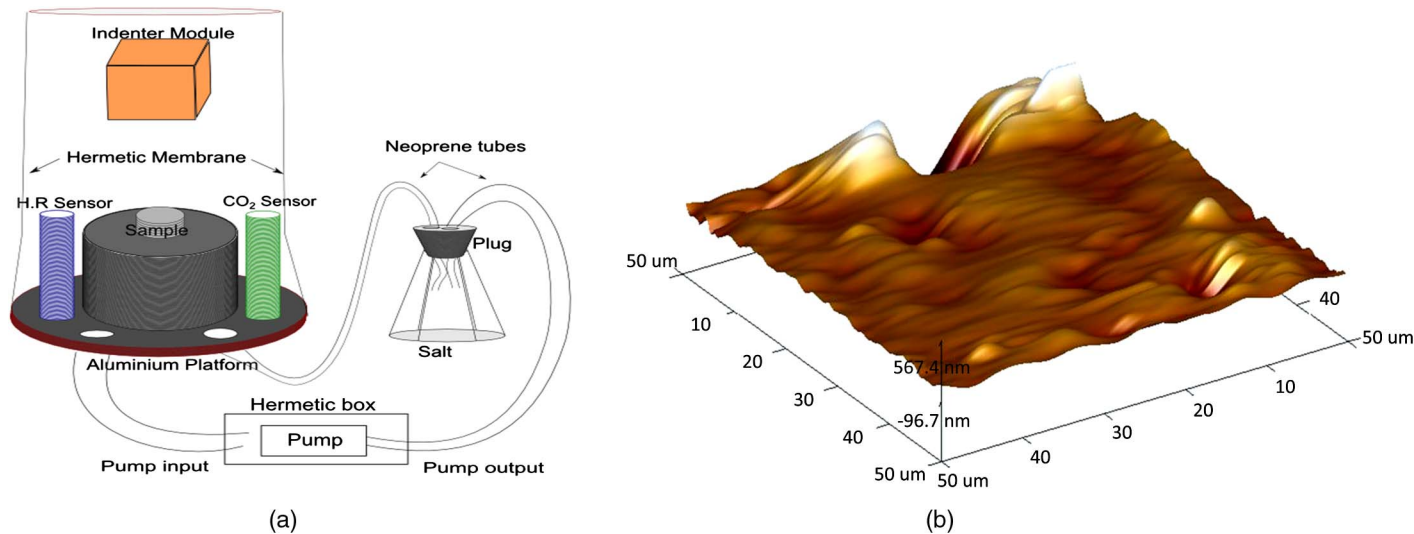 Indenter Module
Hermetic Membrane
Neoprene tubes
H.R Sensor
CO₂ Sensor
Sample
Plug
Salt
Aluminium Platform
Hermetic box
Pump
Pump input
Pump output
(a)
50 um
10
20
30
40
50 um
567.4 nm
-96.7 nm
50 um
40
30
20
10
50 um
40
(b)